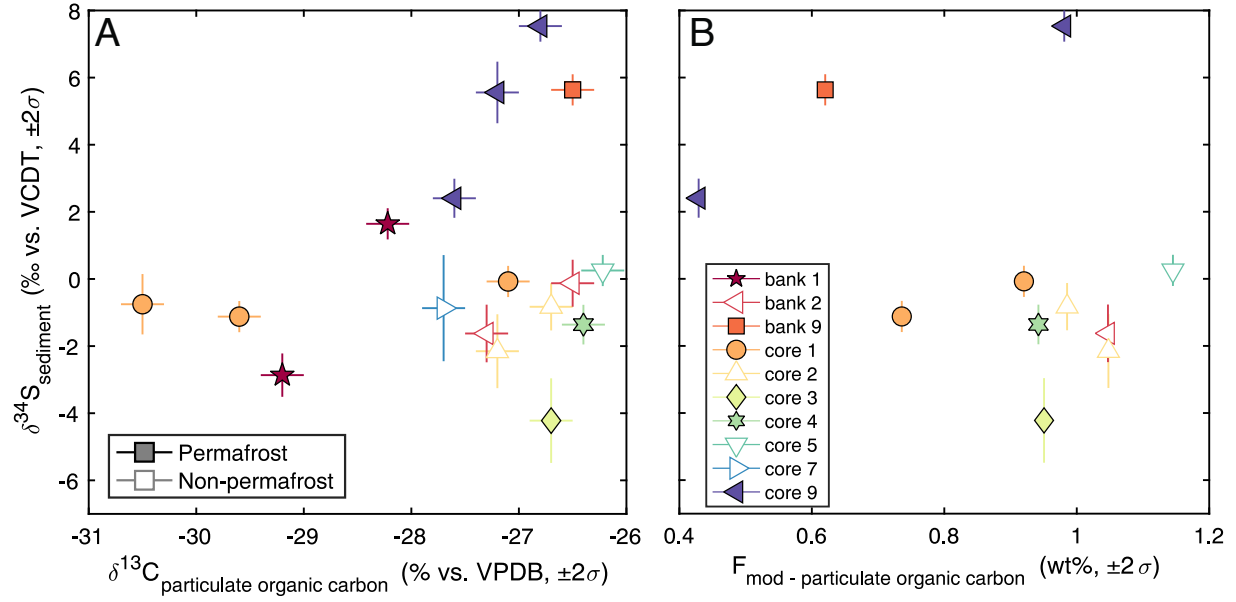 A
B
δ34Ssediment (‰ vs. VCDT, ±2σ)
8
6
4
2
0
-2
-4
-6
Permafrost
Non-permafrost
bank 1
bank 2
bank 9
core 1
core 2
core 3
core 4
core 5
core 7
core 9
-31 -30 -29 -28 -27 -26
0.4 0.6 0.8 1 1.2
δ13Cparticulate organic carbon (% vs. VPDB, ±2σ)
Fmod - particulate organic carbon (wt%, ±2σ)